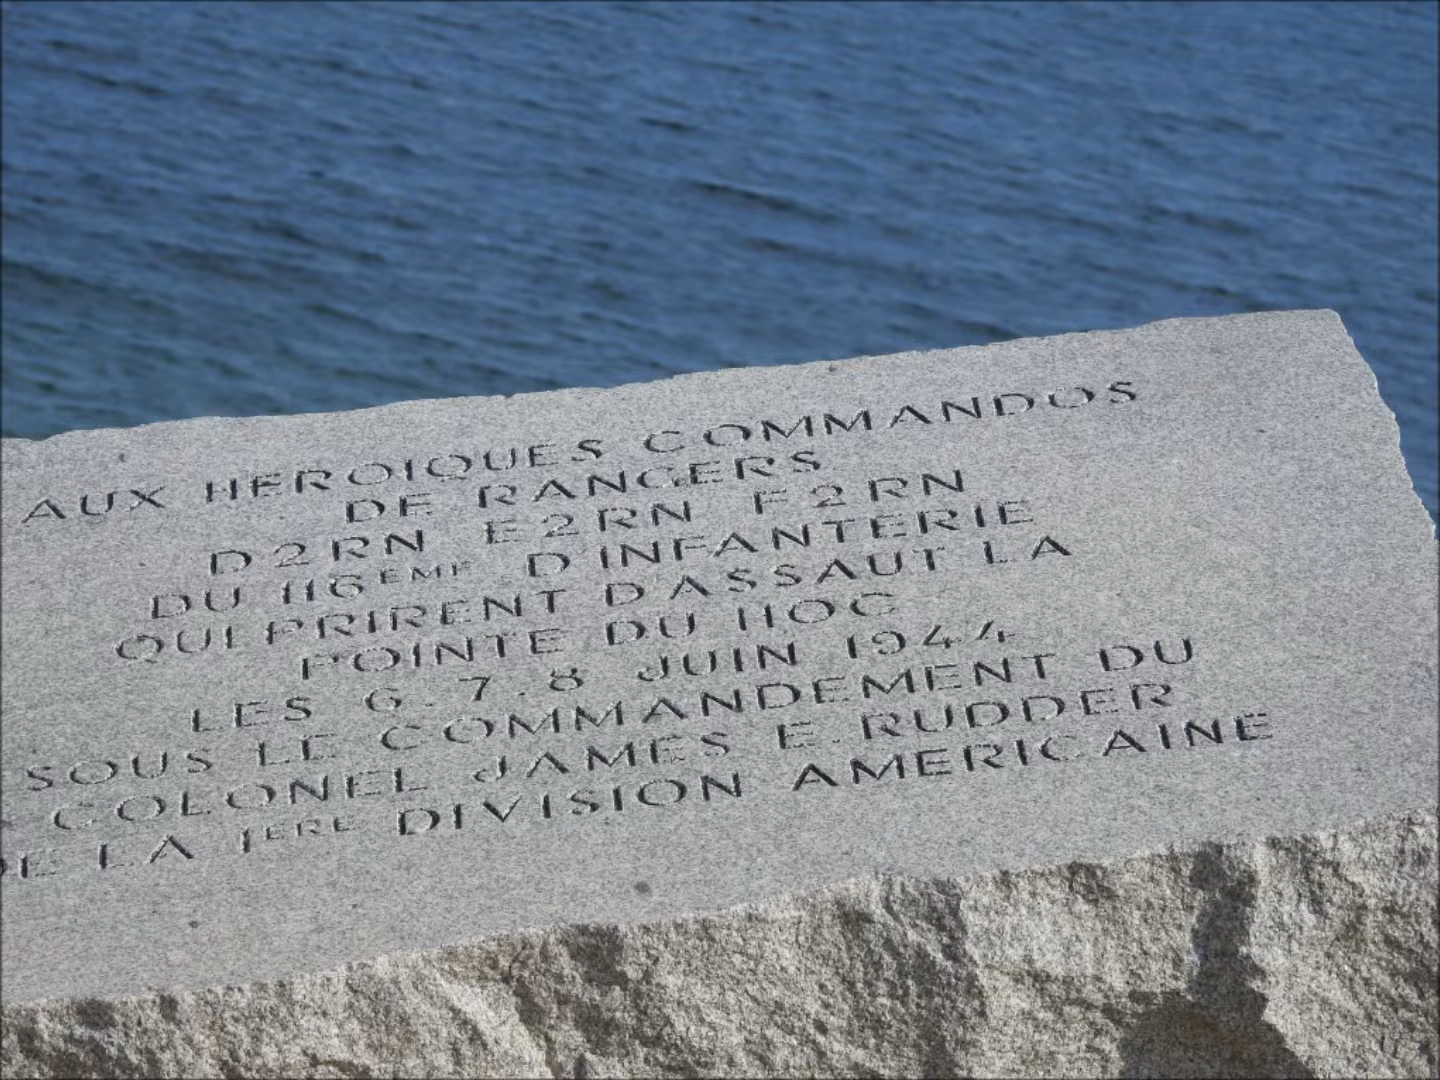 AUX HEROIQUES COMMANDOS
DE RANGERS
D2RN E2RN F2RN
DU 116EME D'INFANTERIE
QUI PRIRENT D'ASSAUT LA
POINTE DU HOC
LES 6.7.8 JUIN 1944
SOUS LE COMMANDEMENT DU
COLONEL JAMES E.RUDDER
DE LA 1ERE DIVISION AMERICAINE